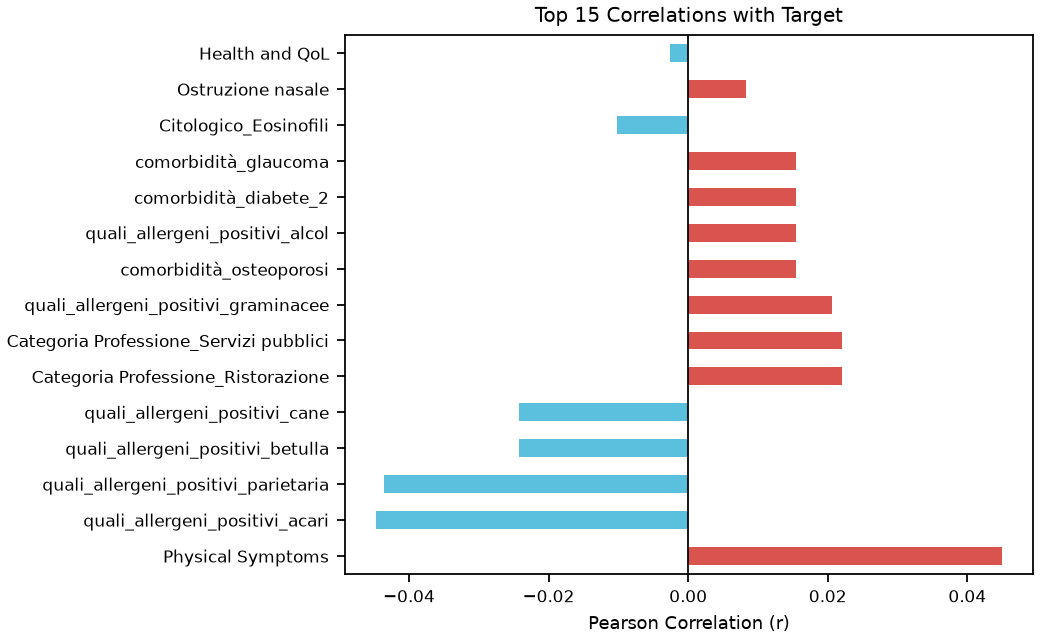 Top 15 Correlations with Target
Health and QoL
Ostruzione nasale
Citologico_Eosinofili
comorbidità_glaucoma
comorbidità_diabete_2
quali_allergeni_positivi_alcol
comorbidità_osteoporosi
quali_allergeni_positivi_graminacee
Categoria Professione_Servizi pubblici
Categoria Professione_Ristorazione
quali_allergeni_positivi_cane
quali_allergeni_positivi_betulla
quali_allergeni_positivi_parietaria
quali_allergeni_positivi_acari
Physical Symptoms
−0.04 −0.02 0.00 0.02 0.04
Pearson Correlation (r)